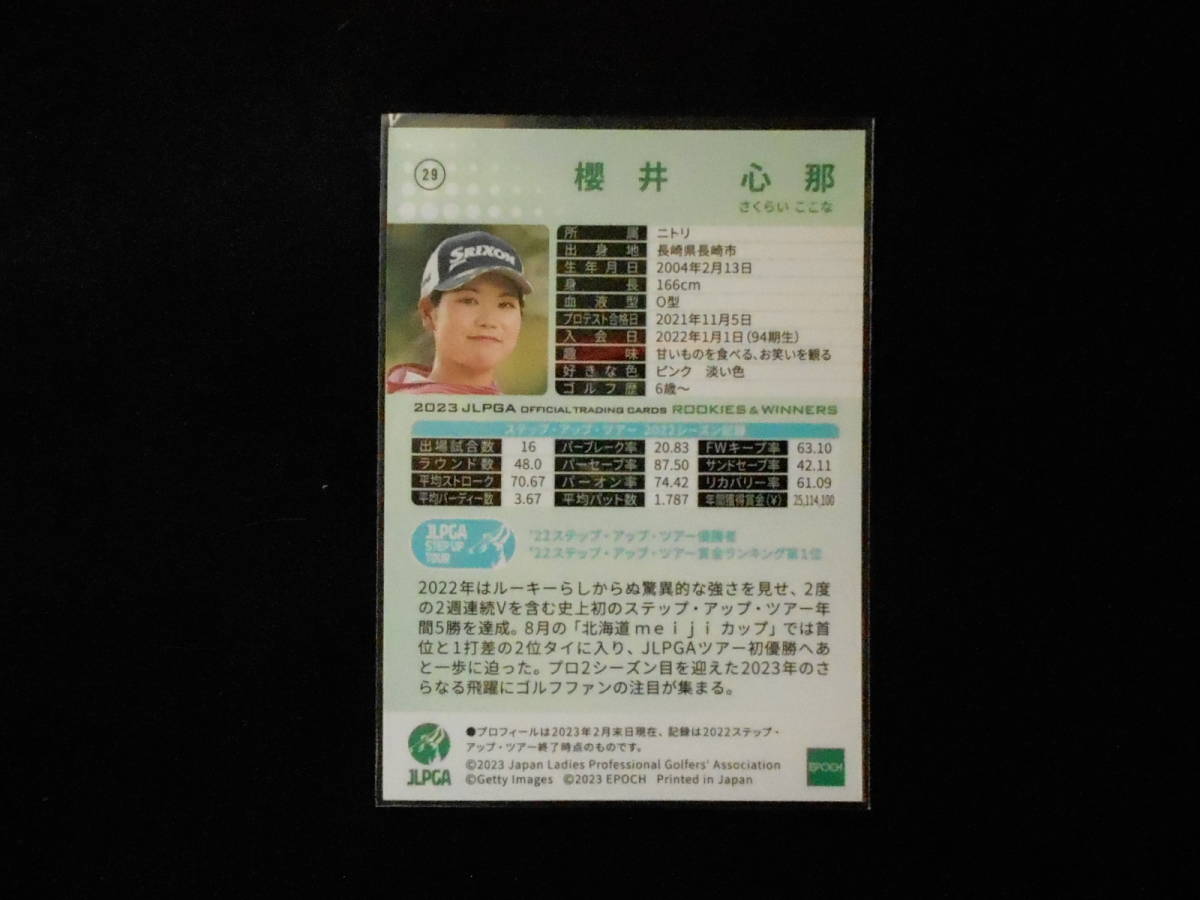 29
櫻井 心那
さくらい ここな
SRIXON
所属 ニトリ
出身地 長崎県長崎市
生年月日 2004年2月13日
身長 166cm
血液型 O型
プロテスト合格日 2021年11月5日
入会日 2022年1月1日(94期生)
趣味 甘いものを食べる、お笑いを観る
好きな色 ピンク 淡い色
ゴルフ歴 6歳～
2023 JLPGA OFFICIAL TRADING CARDS ROOKIES & WINNERS
ステップ・アップ・ツアー 2022シーズン記録
出場試合数 16 パーブレーク率 20.83 FWキープ率 63.10
ラウンド数 48.0 パーセーブ率 87.50 サンドセーブ率 42.11
平均ストローク 70.67 パーオン率 74.42 リカバリー率 61.09
平均バーディー数 3.67 平均パット数 1.787 年間獲得賞金(¥) 25,114,100
JLPGA
STEP UP
TOUR
'22ステップ・アップ・ツアー優勝者
'22ステップ・アップ・ツアー賞金ランキング第1位
2022年はルーキーらしからぬ驚異的な強さを見せ、2度
の2週連続Vを含む史上初のステップ・アップ・ツアー年
間5勝を達成。8月の「北海道ｍｅｉｊｉカップ」では首
位と1打差の2位タイに入り、JLPGAツアー初優勝へあ
と一歩に迫った。プロ2シーズン目を迎えた2023年のさ
らなる飛躍にゴルフファンの注目が集まる。
●プロフィールは2023年2月末日現在、記録は2022ステップ・
アップ・ツアー終了時点のものです。
©2023 Japan Ladies Professional Golfers' Association
©Getty Images ©2023 EPOCH Printed in Japan
JLPGA
EPOCH